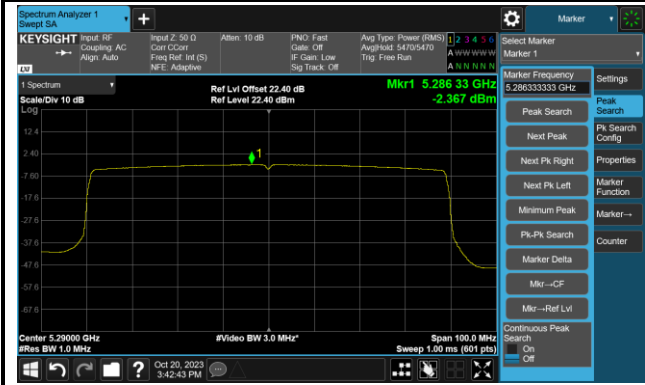 Spectrum Analyzer 1
Swept SA
+
Marker
KEYSIGHT
Input: RF
Coupling: AC
Align: Auto
Input Z: 50 Ω
Corr CCorr
Freq Ref: Int (S)
NFE: Adaptive
Atten: 10 dB
PNO: Fast
Gate: Off
IF Gain: Low
Sig Track: Off
Avg Type: Power (RMS)
Avg|Hold: 5470/5470
Trig: Free Run
1 2 3 4 5 6
A W W W W W
A N N N N N
LXI
Select Marker
Marker 1
1 Spectrum
Scale/Div 10 dB
Log
Ref Lvl Offset 22.40 dB
Ref Level 22.40 dBm
Mkr1 5.286 33 GHz
-2.367 dBm
12.4
2.40
-7.60
-17.6
-27.6
-37.6
-47.6
-57.6
-67.6
1
Center 5.29000 GHz
#Res BW 1.0 MHz
#Video BW 3.0 MHz*
Span 100.0 MHz
Sweep 1.00 ms (601 pts)
Marker Frequency
5.286333333 GHz
Peak Search
Next Peak
Next Pk Right
Next Pk Left
Minimum Peak
Pk-Pk Search
Marker Delta
Mkr→CF
Mkr→Ref Lvl
Continuous Peak
Search
On
Off
Settings
Peak
Search
Pk Search
Config
Properties
Marker
Function
Marker→
Counter
?
Oct 20, 2023
3:42:43 PM